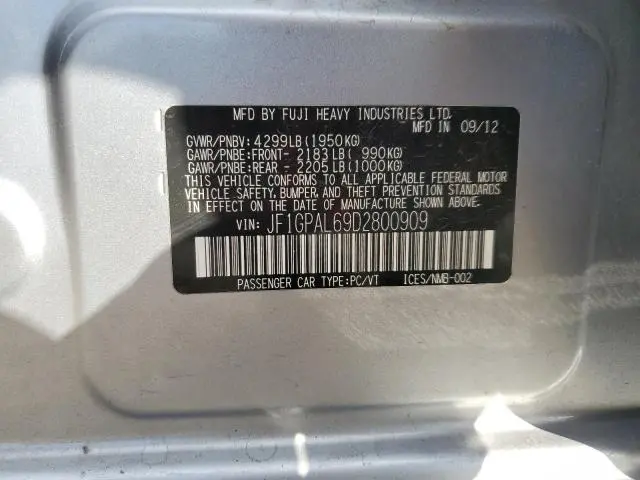 MFD BY FUJI HEAVY INDUSTRIES LTD.
MFD IN 09/12
GVWR/PNBV: 4299LB(1950KG)
GAWR/PNBE:FRONT- 2183LB( 990KG)
GAWR/PNBE:REAR - 2205LB(1000KG)
THIS VEHICLE CONFORMS TO ALL APPLICABLE FEDERAL MOTOR
VEHICLE SAFETY, BUMPER, AND THEFT PREVENTION STANDARDS
IN EFFECT ON THE DATE OF MANUFACTURE SHOWN ABOVE.
VIN: JF1GPAL69D2800909
PASSENGER CAR TYPE:PC/VT ICES/NMB-002